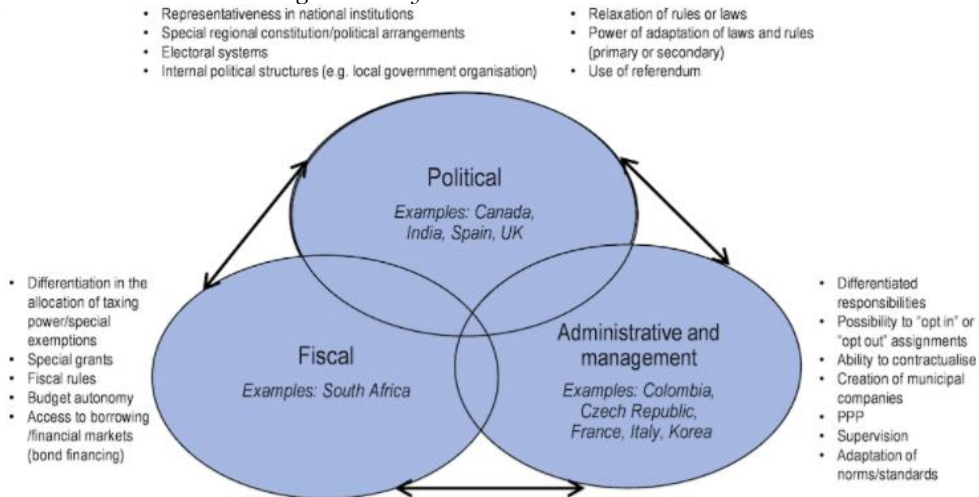 • Representativeness in national institutions
• Special regional constitution/political arrangements
• Electoral systems
• Internal political structures (e.g. local government organisation)
• Relaxation of rules or laws
• Power of adaptation of laws and rules
(primary or secondary)
• Use of referendum
Political
Examples: Canada,
India, Spain, UK
• Differentiation in the
allocation of taxing
power/special
exemptions
• Special grants
• Fiscal rules
• Budget autonomy
• Access to borrowing
/financial markets
(bond financing)
Fiscal
Examples: South Africa
Administrative and
management
Examples: Colombia,
Czech Republic,
France, Italy, Korea
• Differentiated
responsibilities
• Possibility to “opt in” or
“opt out” assignments
• Ability to contractualise
• Creation of municipal
companies
• PPP
• Supervision
• Adaptation of
norms/standards